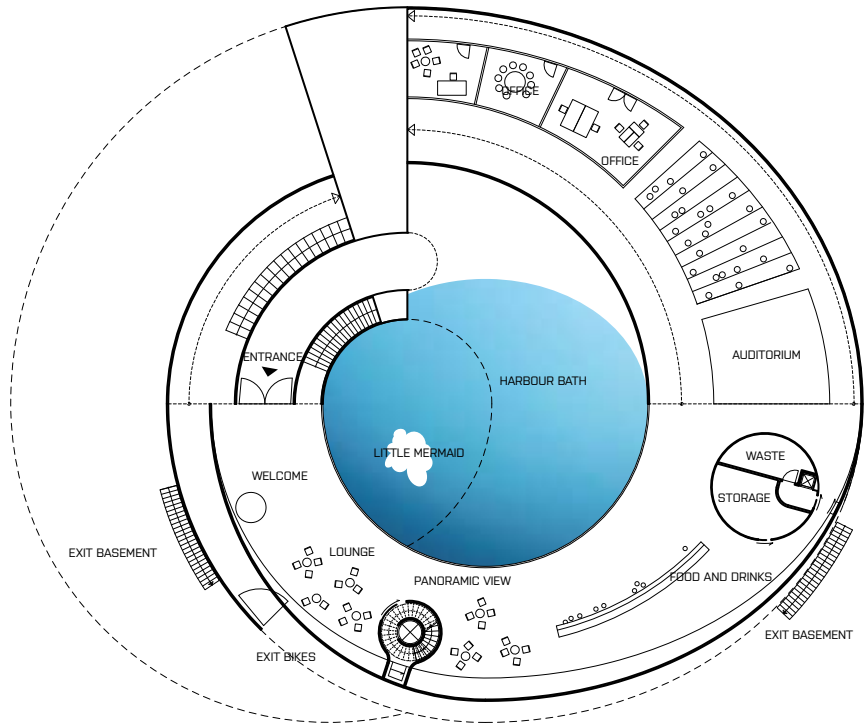 OFFICE
OFFICE
ENTRANCE
AUDITORIUM
HARBOUR BATH
LITTLE MERMAID
WASTE
WELCOME
STORAGE
EXIT BASEMENT
LOUNGE
PANORAMIC VIEW
FOOD AND DRINKS
EXIT BASEMENT
EXIT BIKES